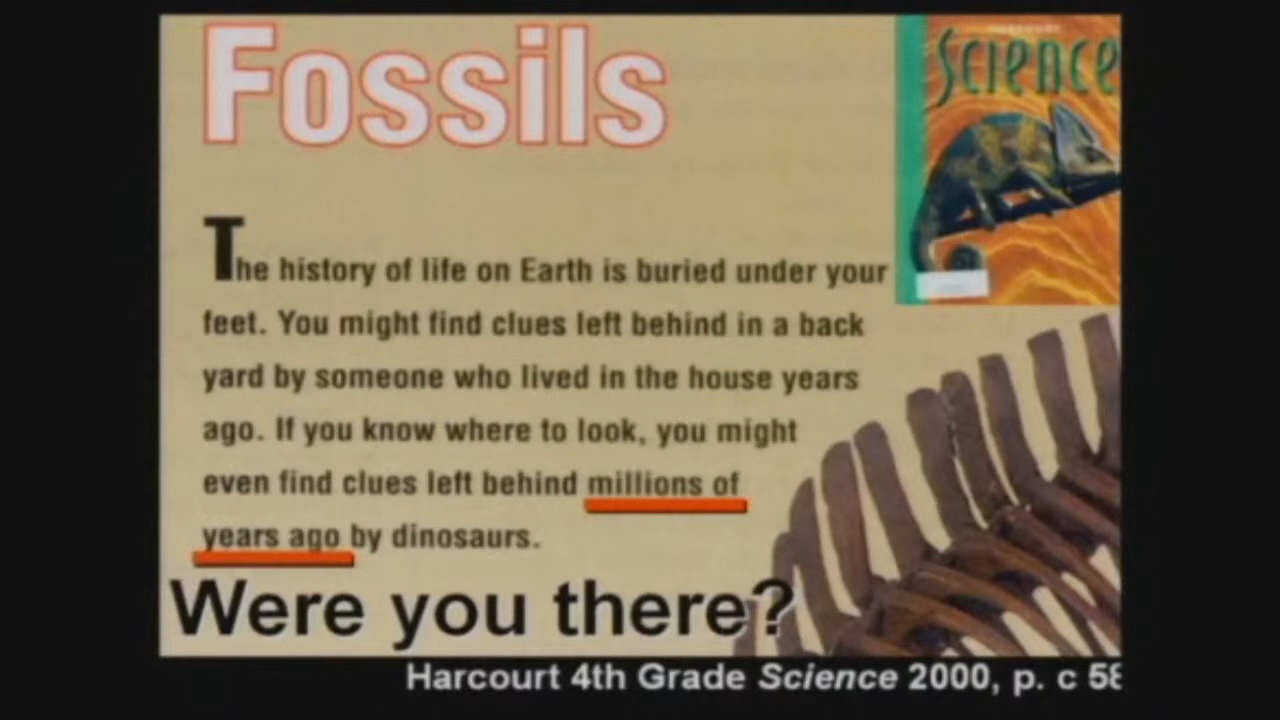 Fossils
Science
The history of life on Earth is buried under your
feet. You might find clues left behind in a back
yard by someone who lived in the house years
ago. If you know where to look, you might
even find clues left behind millions of
years ago by dinosaurs.
Were you there?
Harcourt 4th Grade Science 2000, p. c 58